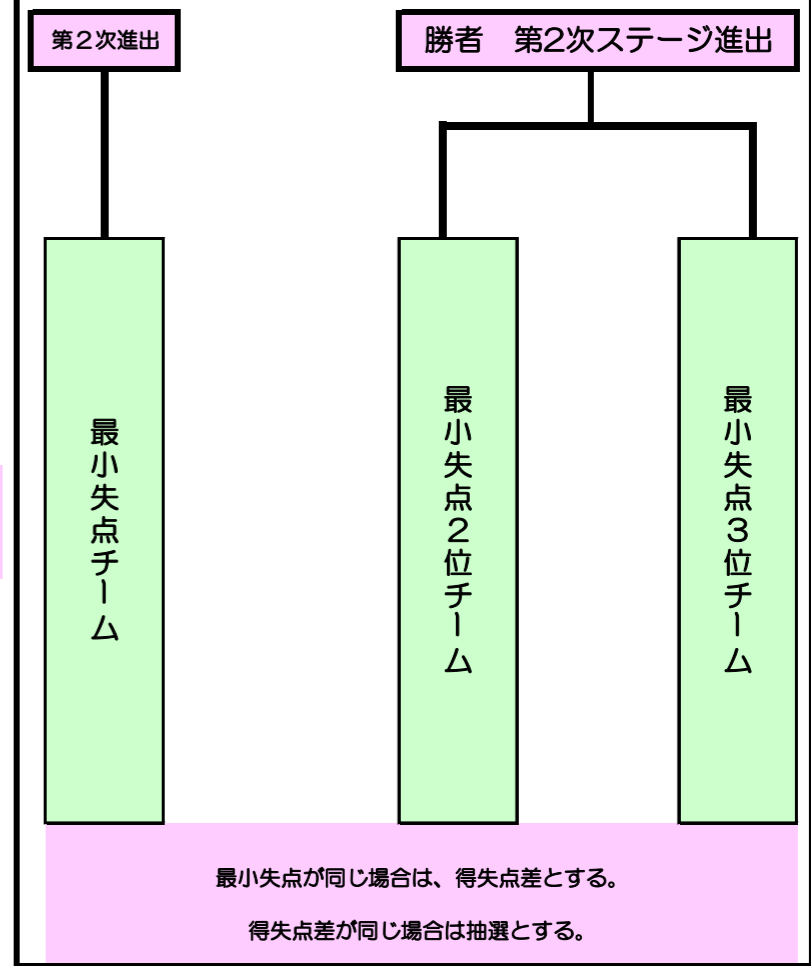 第2次進出
勝者　第2次ステージ進出
最小失点チーム
最小失点2位チーム
最小失点3位チーム
最小失点が同じ場合は、得失点差とする。
得失点差が同じ場合は抽選とする。